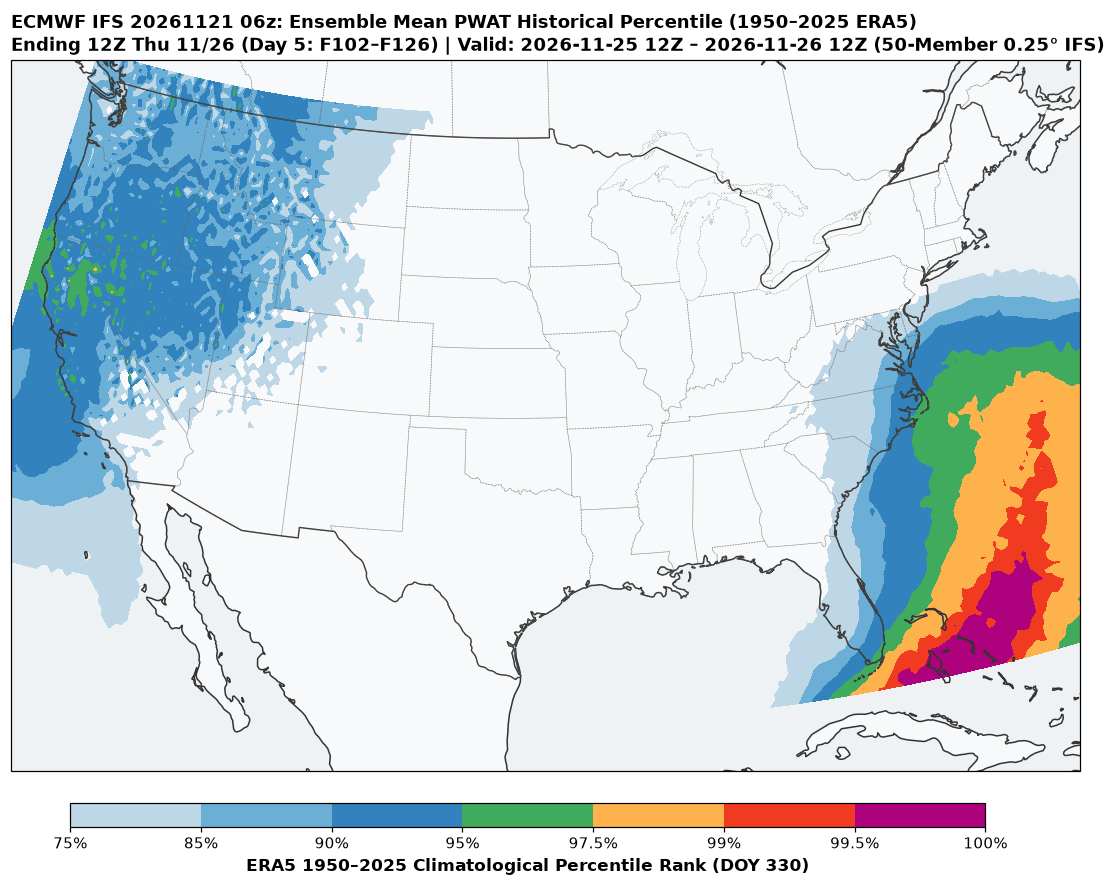 ECMWF IFS 20261121 06z: Ensemble Mean PWAT Historical Percentile (1950–2025 ERA5)
Ending 12Z Thu 11/26 (Day 5: F102–F126) | Valid: 2026-11-25 12Z – 2026-11-26 12Z (50-Member 0.25° IFS)
75% 85% 90% 95% 97.5% 99% 99.5% 100%
ERA5 1950–2025 Climatological Percentile Rank (DOY 330)